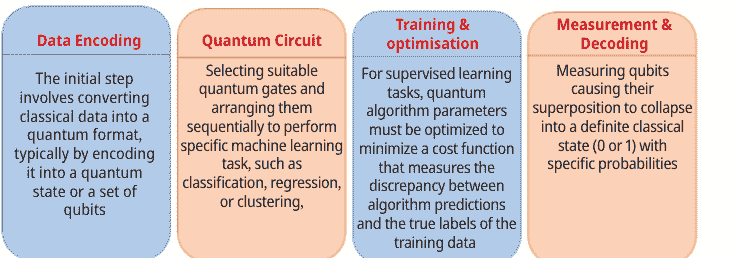 Data Encoding
The initial step
involves converting
classical data into a
quantum format,
typically by encoding
it into a quantum
state or a set of
qubits
Quantum Circuit
Selecting suitable
quantum gates and
arranging them
sequentially to perform
specific machine learning
task, such as
classification, regression,
or clustering,
Training &
optimisation
For supervised learning
tasks, quantum
algorithm parameters
must be optimized to
minimize a cost function
that measures the
discrepancy between
algorithm predictions
and the true labels of the
training data
Measurement &
Decoding
Measuring qubits
causing their
superposition to collapse
into a definite classical
state (0 or 1) with
specific probabilities